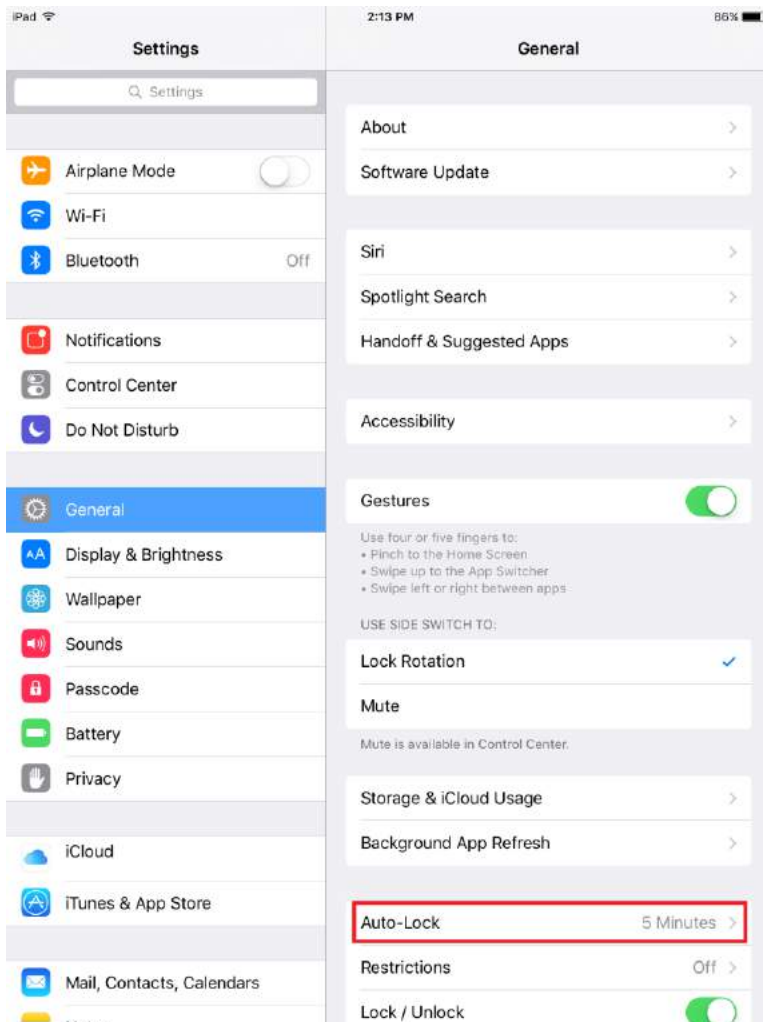 iPad
2:13 PM
86%
Settings
General
Settings
Airplane Mode
Wi-Fi
Bluetooth
Off
Notifications
Control Center
Do Not Disturb
General
Display & Brightness
Wallpaper
Sounds
Passcode
Battery
Privacy
iCloud
iTunes & App Store
Mail, Contacts, Calendars
About
Software Update
Siri
Spotlight Search
Handoff & Suggested Apps
Accessibility
Gestures
Use four or five fingers to:
• Pinch to the Home Screen
• Swipe up to the App Switcher
• Swipe left or right between apps
USE SIDE SWITCH TO:
Lock Rotation
Mute
Mute is available in Control Center.
Storage & iCloud Usage
Background App Refresh
Auto-Lock
5 Minutes
Restrictions
Off
Lock / Unlock